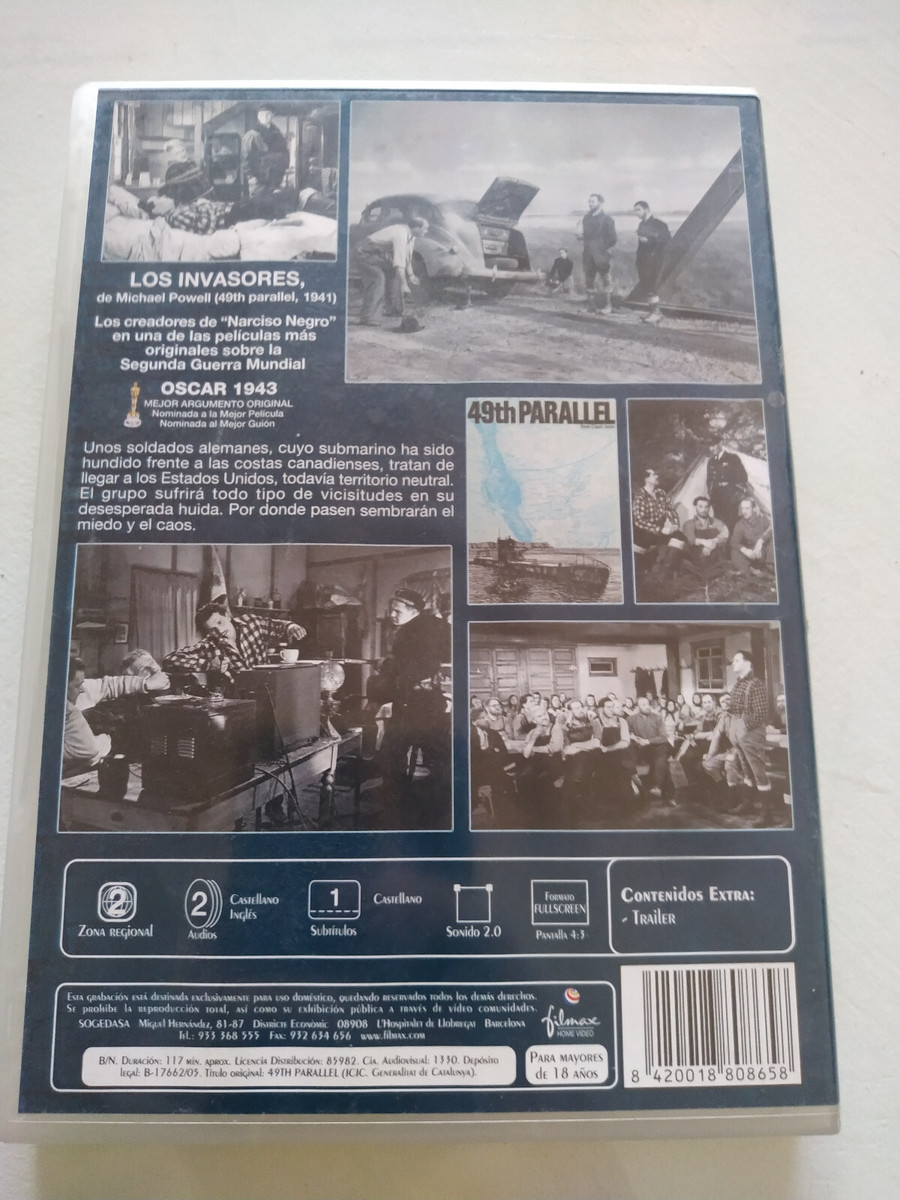 LOS INVASORES,
de Michael Powell (49th parallel, 1941)
Los creadores de "Narciso Negro"
en una de las películas más
originales sobre la
Segunda Guerra Mundial
OSCAR 1943
MEJOR ARGUMENTO ORIGINAL
Nominada a la Mejor Película
Nominada al Mejor Guión
Unos soldados alemanes, cuyo submarino ha sido
hundido frente a las costas canadienses, tratan de
llegar a los Estados Unidos, todavía territorio neutral.
El grupo sufrirá todo tipo de vicisitudes en su
desesperada huida. Por donde pasen sembrarán el
miedo y el caos.
49th PARALLEL
2
Zona regional
2
Audios
Castellano
Inglés
1
Subtítulos
Castellano
Sonido 2.0
Formato
FULLSCREEN
Pantalla 4:3
Contenidos Extra:
- Trailer
Esta grabación está destinada exclusivamente para uso doméstico, quedando reservados todos los demás derechos.
Se prohibe la reproducción total, así como su exhibición pública a través de vídeo comunidades.
SOGEDASA Miguel Hernández, 81-87 Districte Econòmic 08908 L'Hospitalet de Llobregat Barcelona
Tel.: 933 368 555 Fax: 932 634 656 www.filmax.com
filmax
HOME VIDEO
B/N. Duración: 117 min. aprox. Licencia Distribución: 85982. Cía. Audiovisual: 1330. Depósito
legal: B-17662/05. Título original: 49TH PARALLEL (ICIC. Generalitat de Catalunya).
Para mayores
de 18 años
8 420018 808658